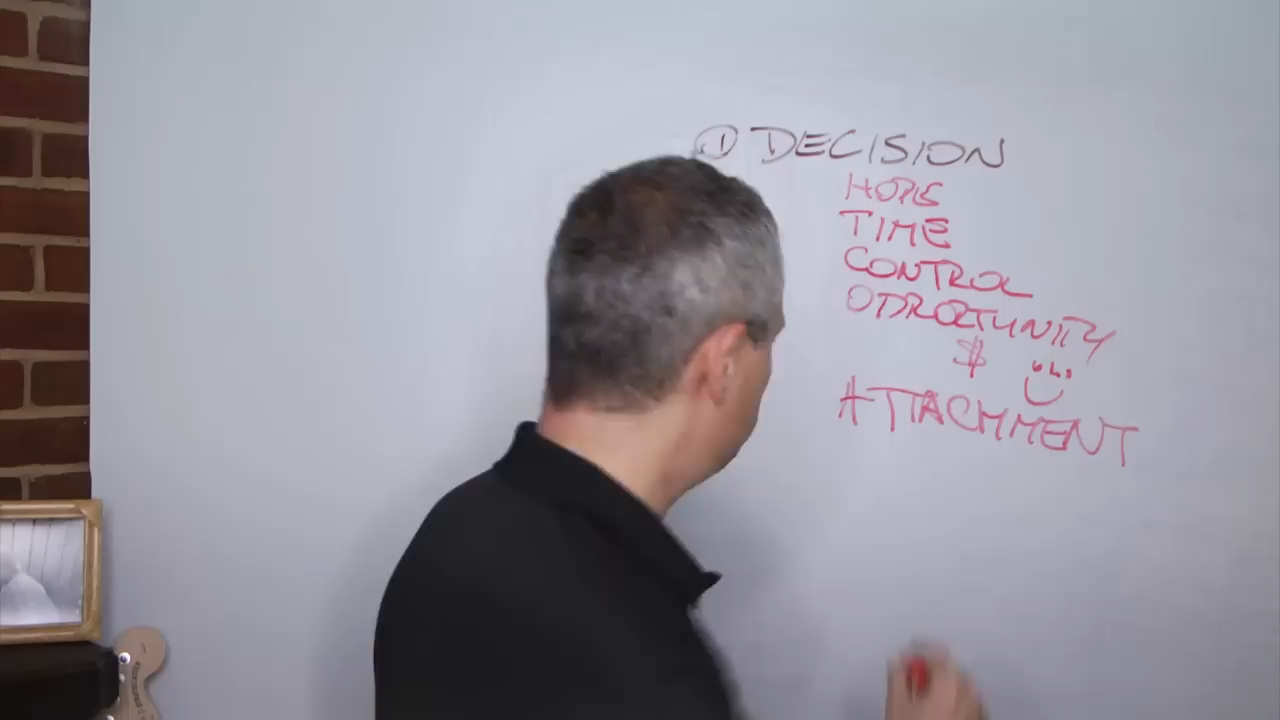 ① DECISION
HOPE
TIME
CONTROL
OPPORTUNITY
$
ATTACHMENT